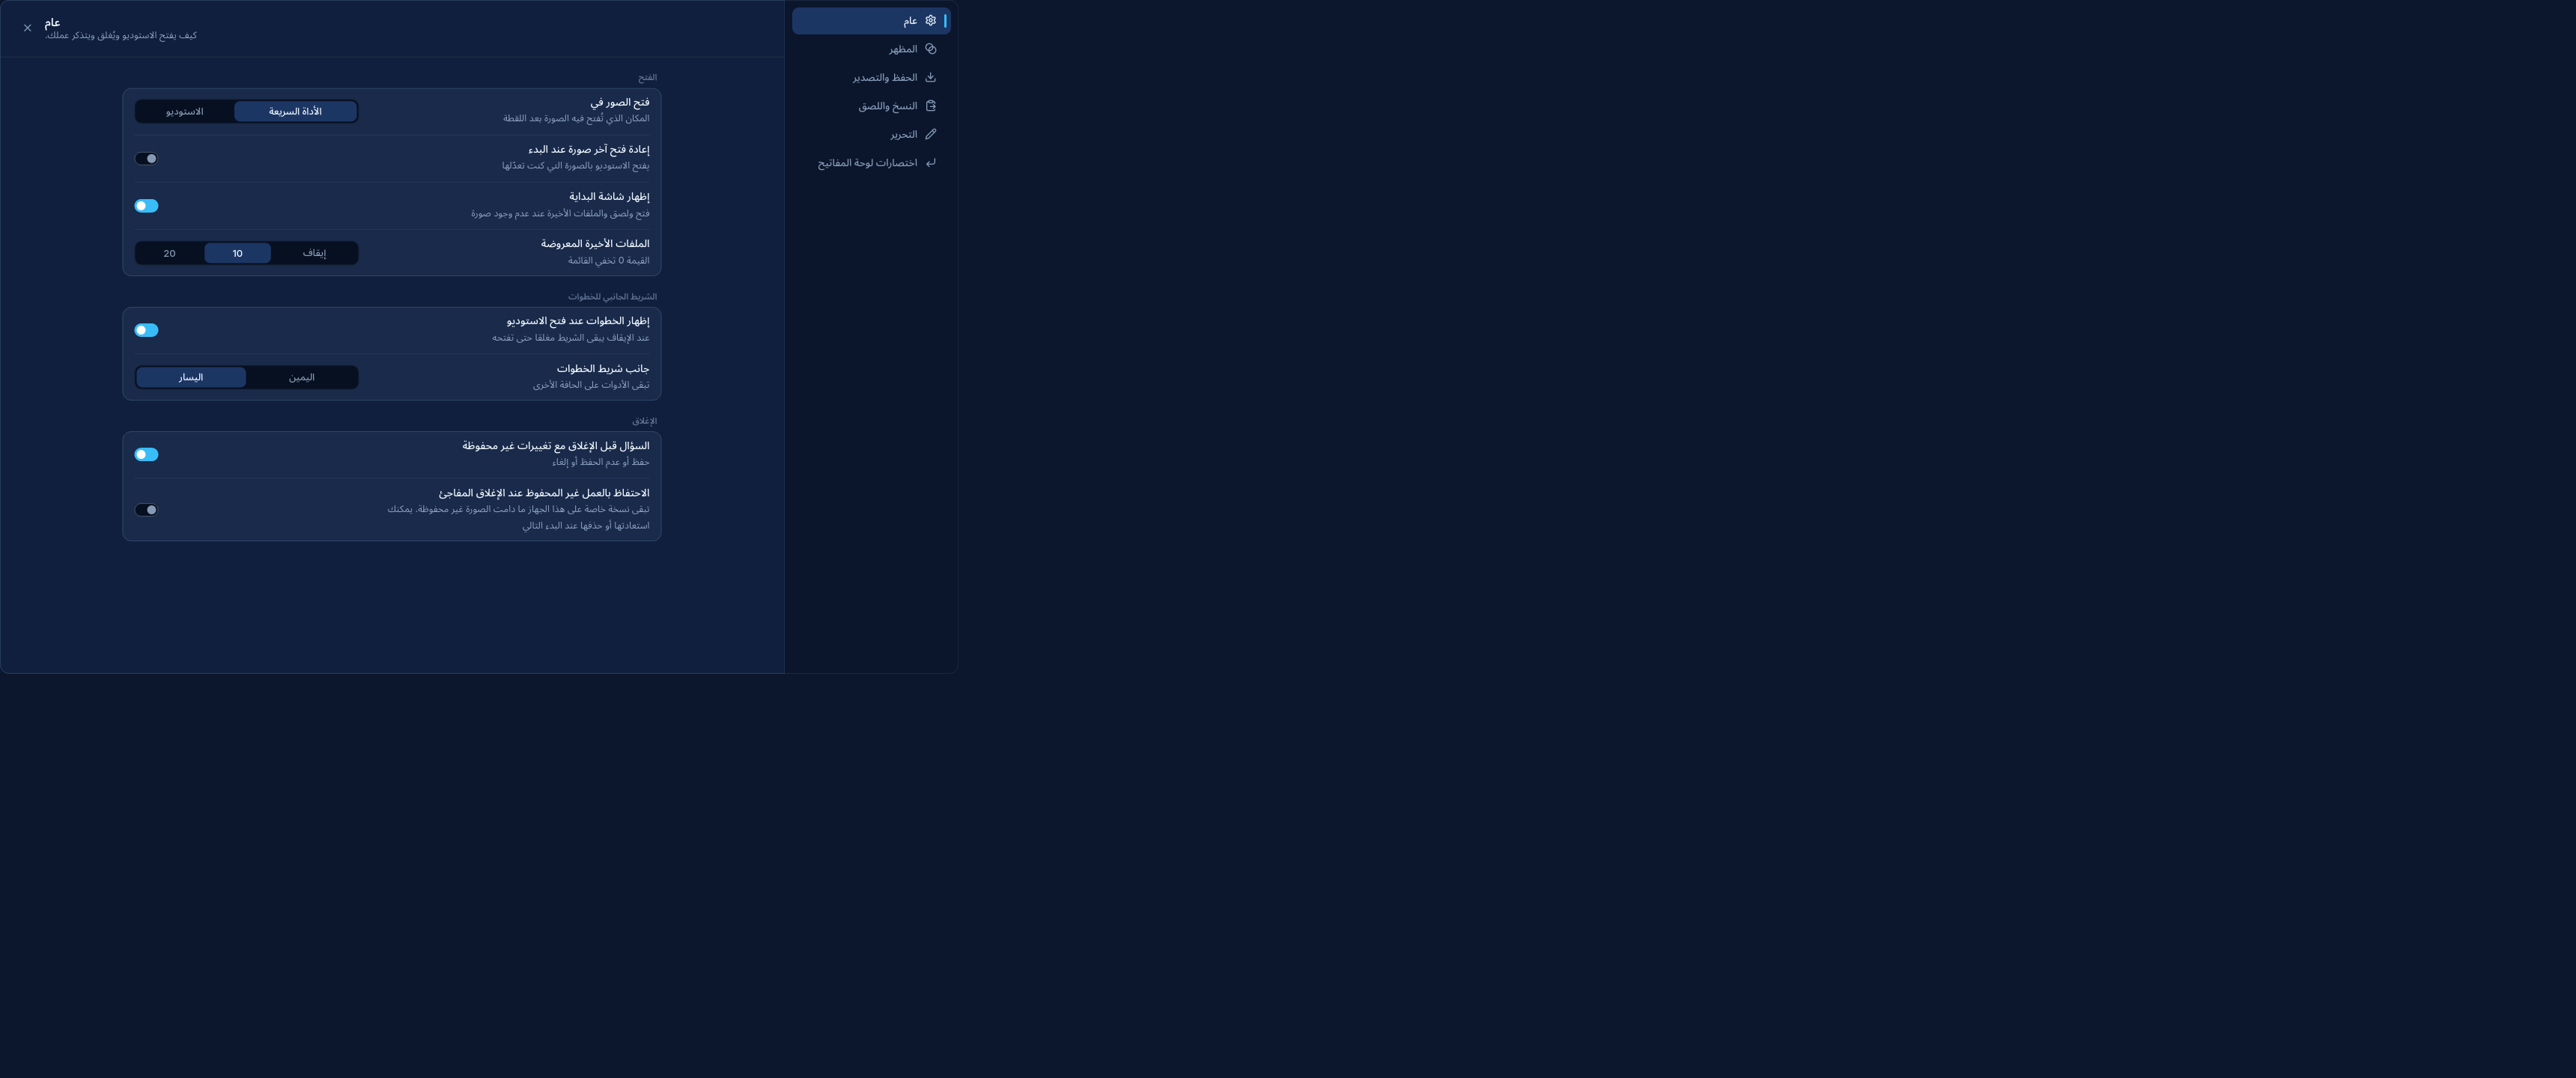 عام
المظهر
الحفظ والتصدير
النسخ واللصق
التحرير
اختصارات لوحة المفاتيح
عام
كيف يفتح الاستوديو ويُغلق ويتذكر عملك.
الفتح
فتح الصور في
المكان الذي تُفتح فيه الصورة بعد اللقطة
الأداة السريعة
الاستوديو
إعادة فتح آخر صورة عند البدء
يفتح الاستوديو بالصورة التي كنت تعدّلها
إظهار شاشة البداية
فتح ولصق والملفات الأخيرة عند عدم وجود صورة
الملفات الأخيرة المعروضة
القيمة 0 تخفي القائمة
إيقاف
10
20
الشريط الجانبي للخطوات
إظهار الخطوات عند فتح الاستوديو
عند الإيقاف يبقى الشريط مغلقا حتى تفتحه
جانب شريط الخطوات
تبقى الأدوات على الحافة الأخرى
اليمين
اليسار
الإغلاق
السؤال قبل الإغلاق مع تغييرات غير محفوظة
حفظ أو عدم الحفظ أو إلغاء
الاحتفاظ بالعمل غير المحفوظ عند الإغلاق المفاجئ
تبقى نسخة خاصة على هذا الجهاز ما دامت الصورة غير محفوظة. يمكنك
استعادتها أو حذفها عند البدء التالي